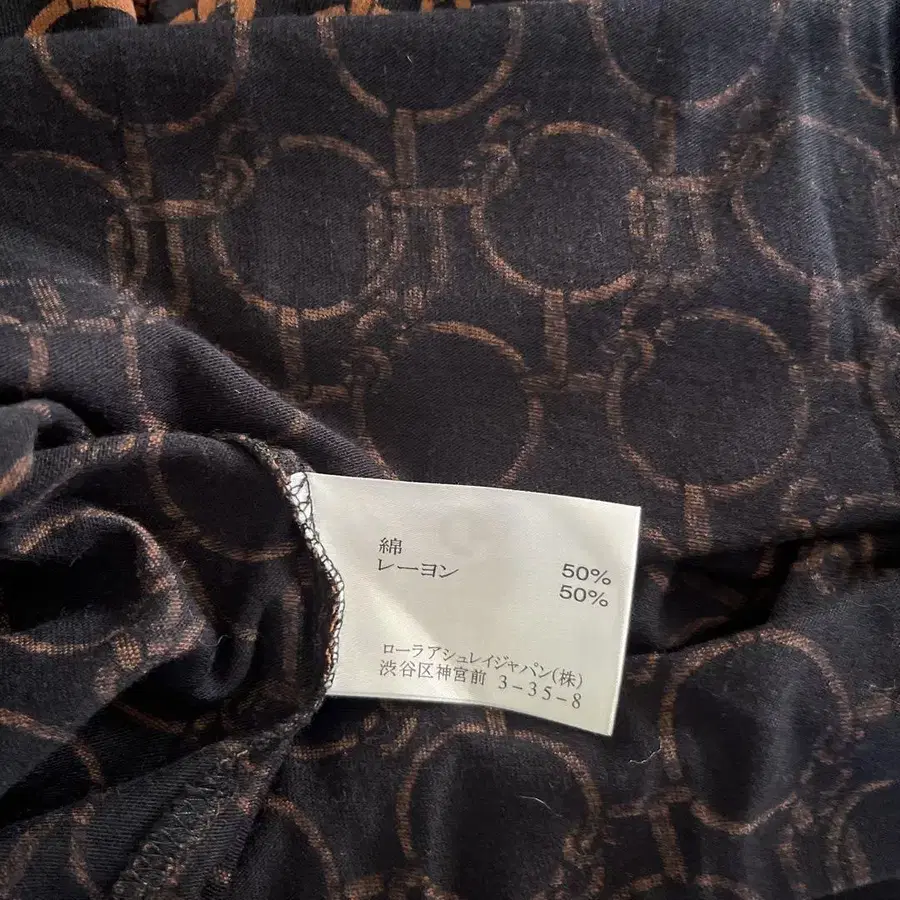 綿 50%
レーヨン 50%
ローラアシュレイジャパン(株)
渋谷区神宮前 3-35-8